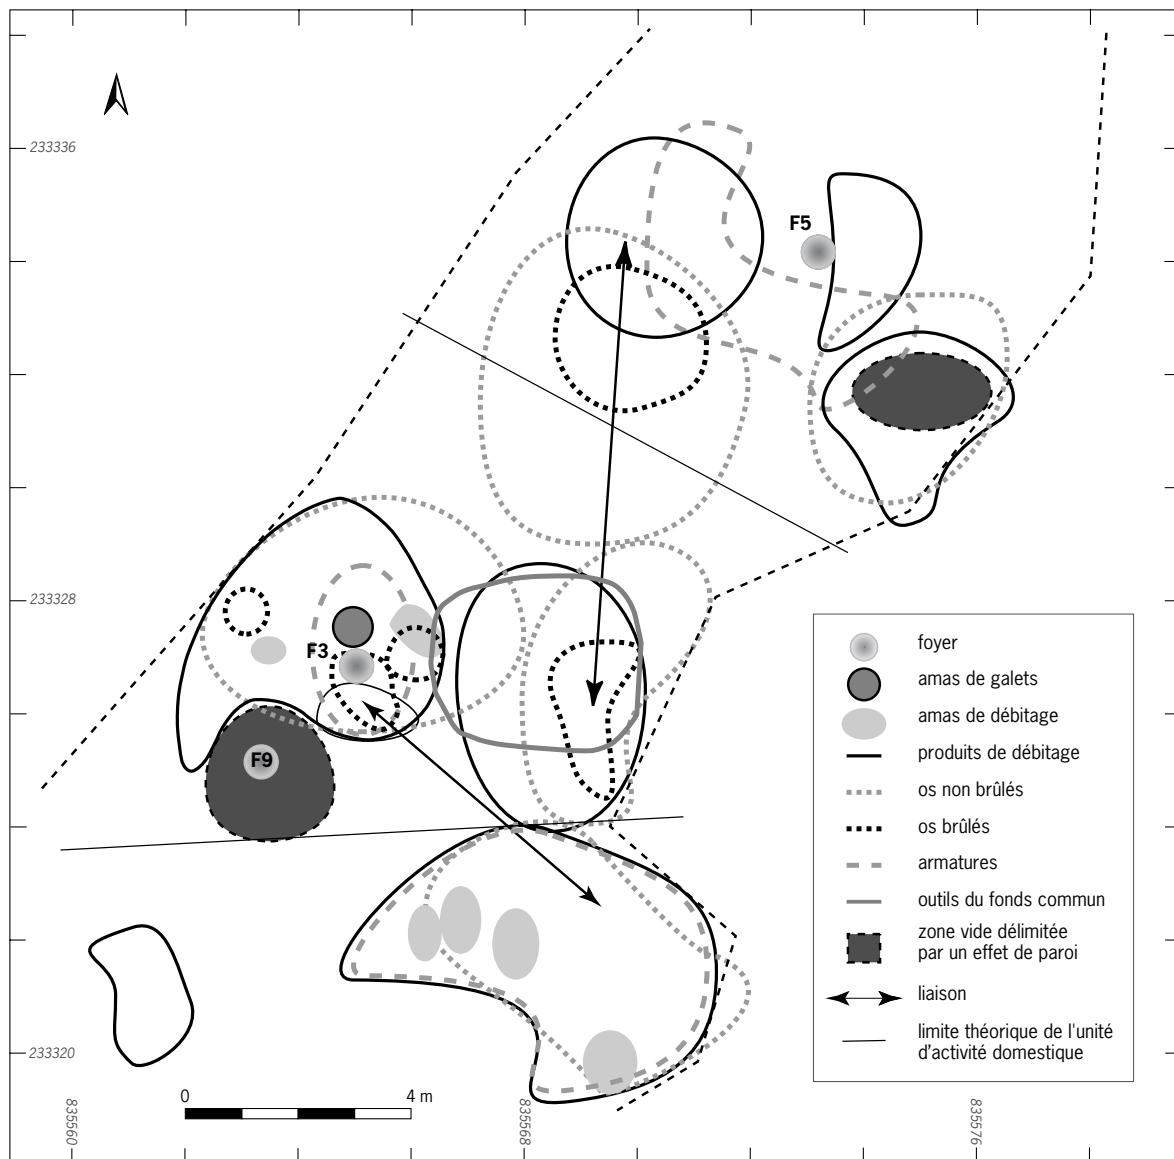 233336
F5
233328
F3
F9
233320
0
4 m
835560
835568
835576
foyer
amas de galets
amas de débitage
produits de débitage
os non brûlés
os brûlés
armatures
outils du fonds commun
zone vide délimitée
par un effet de paroi
liaison
limite théorique de l'unité
d'activité domestique